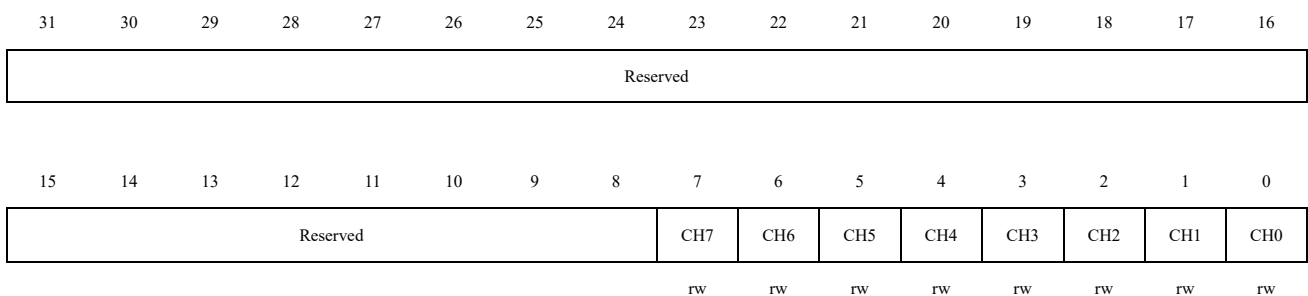 31 30 29 28 27 26 25 24 23 22 21 20 19 18 17 16
Reserved
15 14 13 12 11 10 9 8 7 6 5 4 3 2 1 0
Reserved CH7 CH6 CH5 CH4 CH3 CH2 CH1 CH0
rw rw rw rw rw rw rw rw